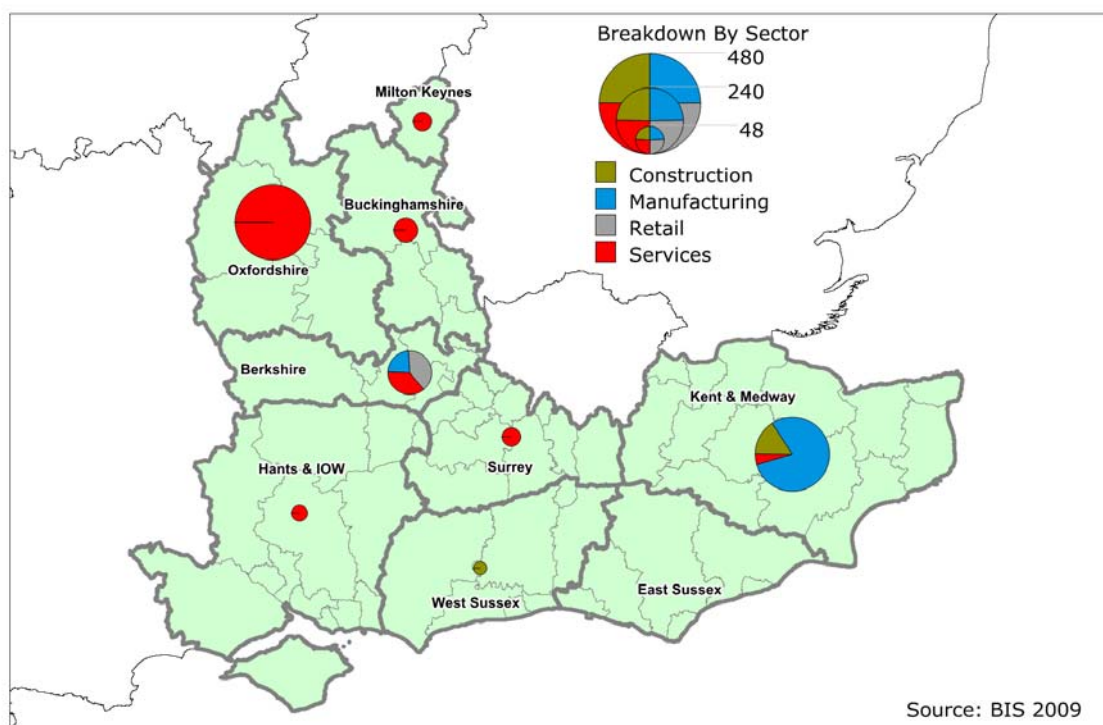 Breakdown By Sector
480
240
48
Construction
Manufacturing
Retail
Services
Milton Keynes
Buckinghamshire
Oxfordshire
Berkshire
Kent & Medway
Hants & IOW
Surrey
West Sussex
East Sussex
Source: BIS 2009